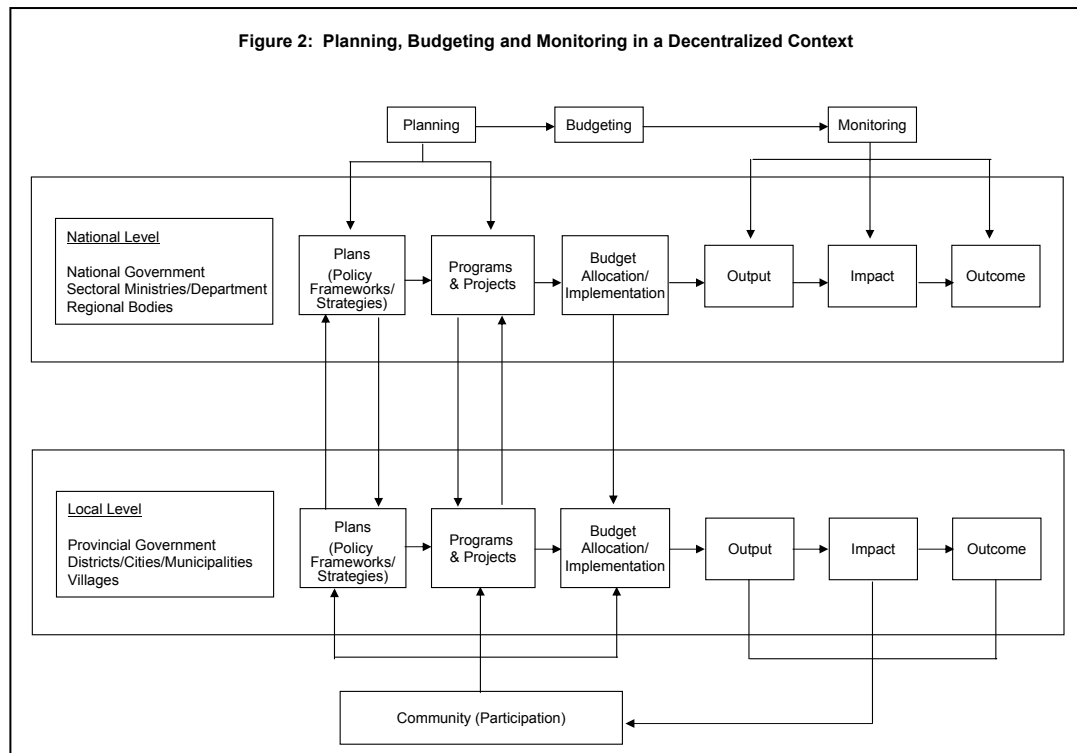 Figure 2: Planning, Budgeting and Monitoring in a Decentralized Context
Planning
Budgeting
Monitoring
National Level
National Government
Sectoral Ministries/Department
Regional Bodies
Plans
(Policy
Frameworks/
Strategies)
Programs
& Projects
Budget
Allocation/
Implementation
Output
Impact
Outcome
Local Level
Provincial Government
Districts/Cities/Municipalities
Villages
Plans
(Policy
Frameworks/
Strategies)
Programs
& Projects
Budget
Allocation/
Implementation
Output
Impact
Outcome
Community (Participation)